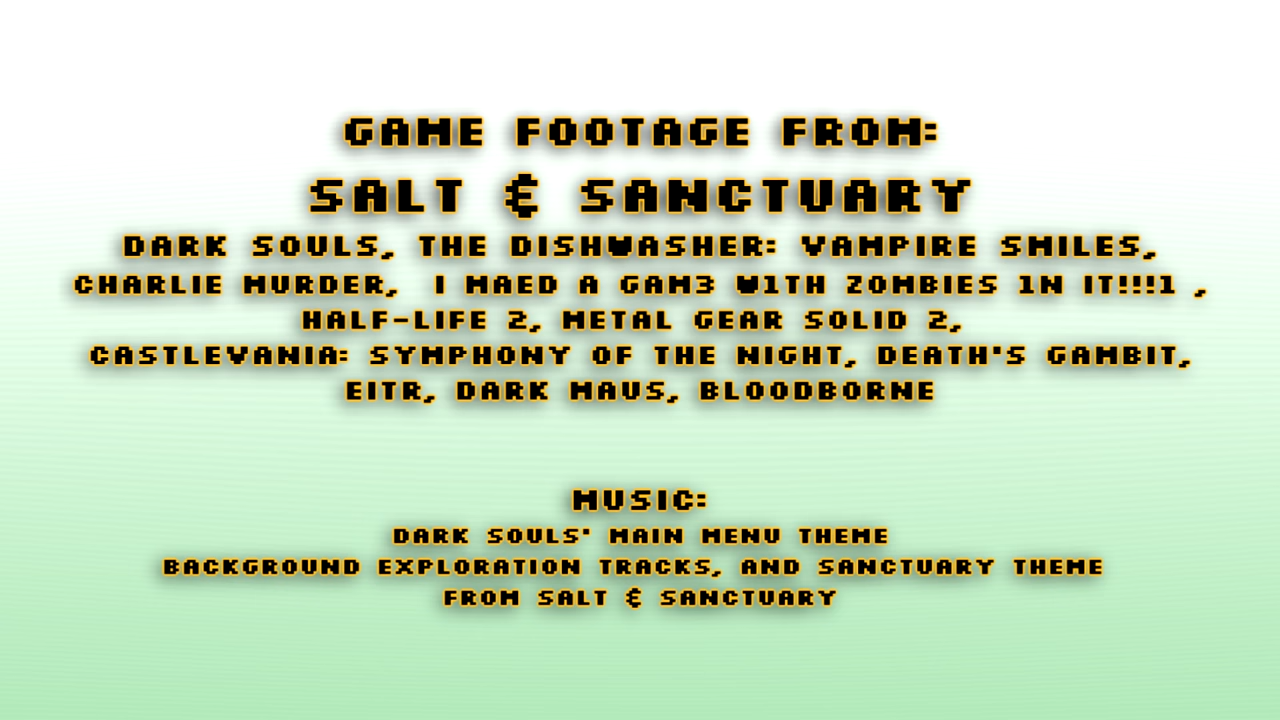 GAME FOOTAGE FROM:
SALT & SANCTUARY
DARK SOULS, THE DISHWASHER: VAMPIRE SMILES,
CHARLIE MURDER, I MAED A GAM3 W1TH ZOMBIES 1N IT!!!1 ,
HALF-LIFE 2, METAL GEAR SOLID 2,
CASTLEVANIA: SYMPHONY OF THE NIGHT, DEATH'S GAMBIT,
EITR, DARK MAUS, BLOODBORNE
MUSIC:
DARK SOULS' MAIN MENU THEME
BACKGROUND EXPLORATION TRACKS, AND SANCTUARY THEME
FROM SALT & SANCTUARY